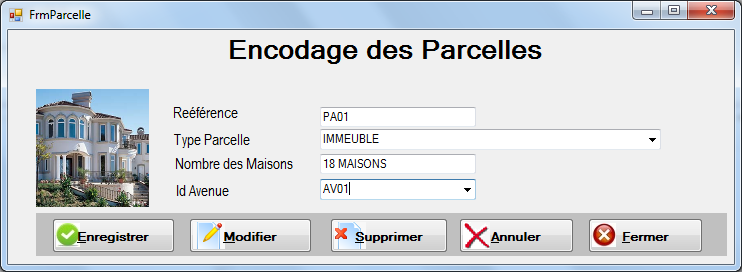 FrmParcelle
Encodage des Parcelles
Reéférence PA01
Type Parcelle IMMEUBLE
Nombre des Maisons 18 MAISONS
Id Avenue AV01
Enregistrer Modifier Supprimer Annuler Fermer